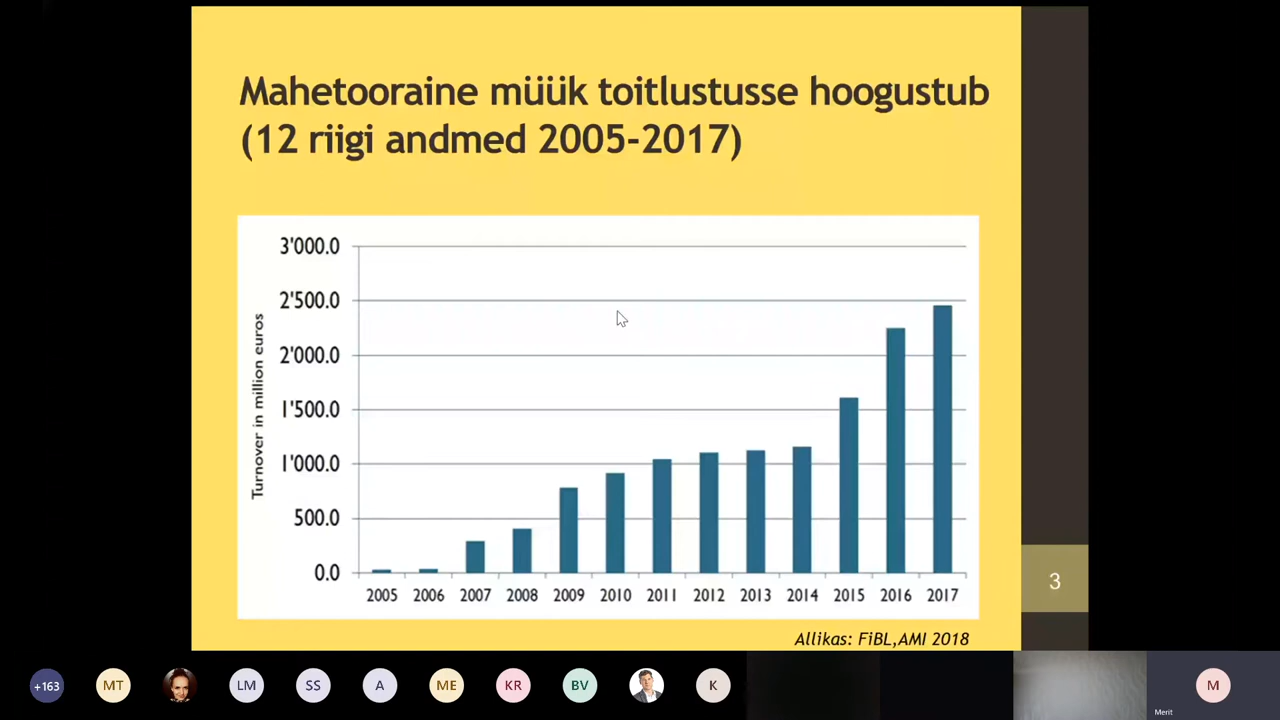 Mahetooraine müük toitlustusse hoogustub
(12 riigi andmed 2005-2017)
Turnover in million euros
3'000.0
2'500.0
2'000.0
1'500.0
1'000.0
500.0
0.0
2005 2006 2007 2008 2009 2010 2011 2012 2013 2014 2015 2016 2017
3
Allikas: FiBL,AMI 2018
+163 MT LM SS A ME KR BV K M
Merit